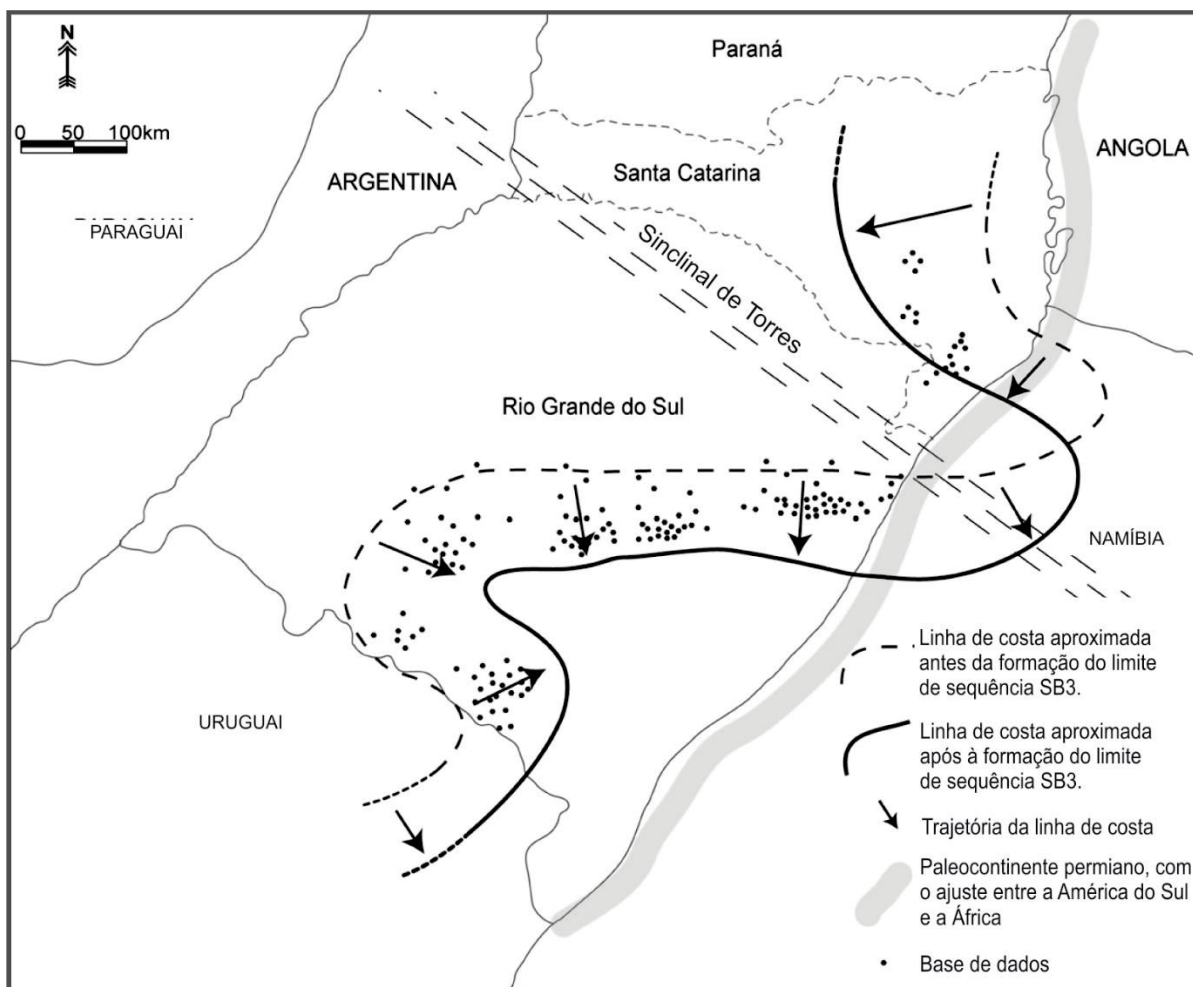 N
0 50 100km
Paraná
ANGOLA
Santa Catarina
ARGENTINA
PARAGUAI
Sinclinal de Torres
Rio Grande do Sul
NAMÍBIA
URUGUAI
Linha de costa aproximada
antes da formação do limite
de sequência SB3.
Linha de costa aproximada
após à formação do limite
de sequência SB3.
Trajetória da linha de costa
Paleocontinente permiano, com
o ajuste entre a América do Sul
e a África
Base de dados